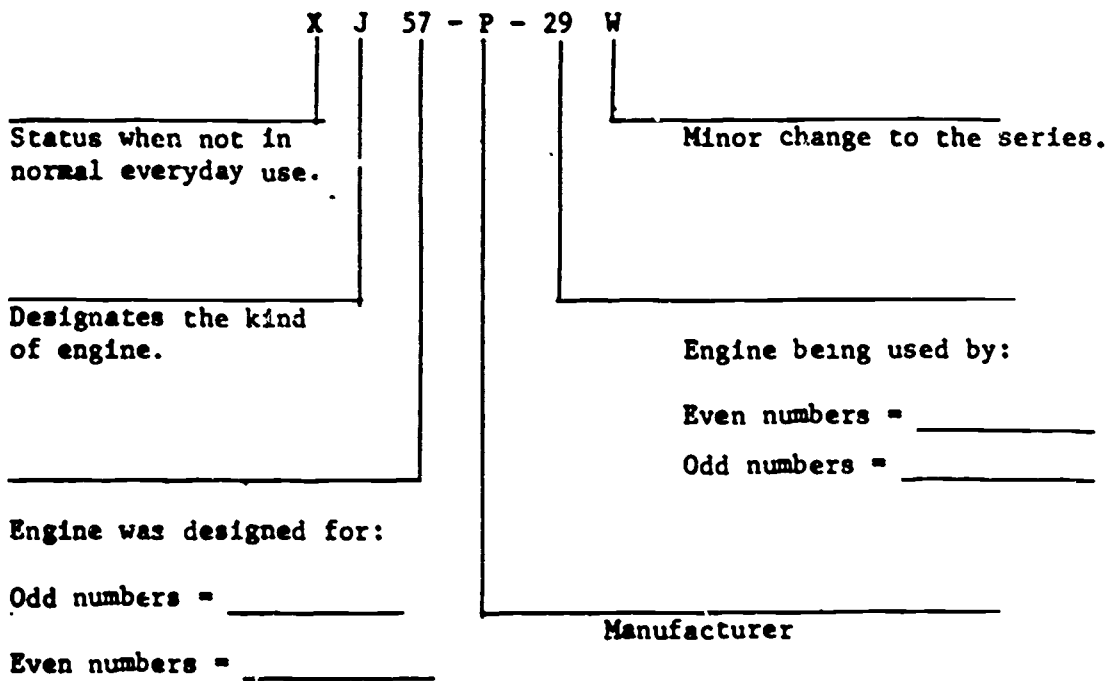 X J 57 - P - 29 W
Status when not in
normal everyday use.
Minor change to the series.
Designates the kind
of engine.
Engine being used by:
Even numbers =
Odd numbers =
Engine was designed for:
Odd numbers =
Even numbers =
Manufacturer